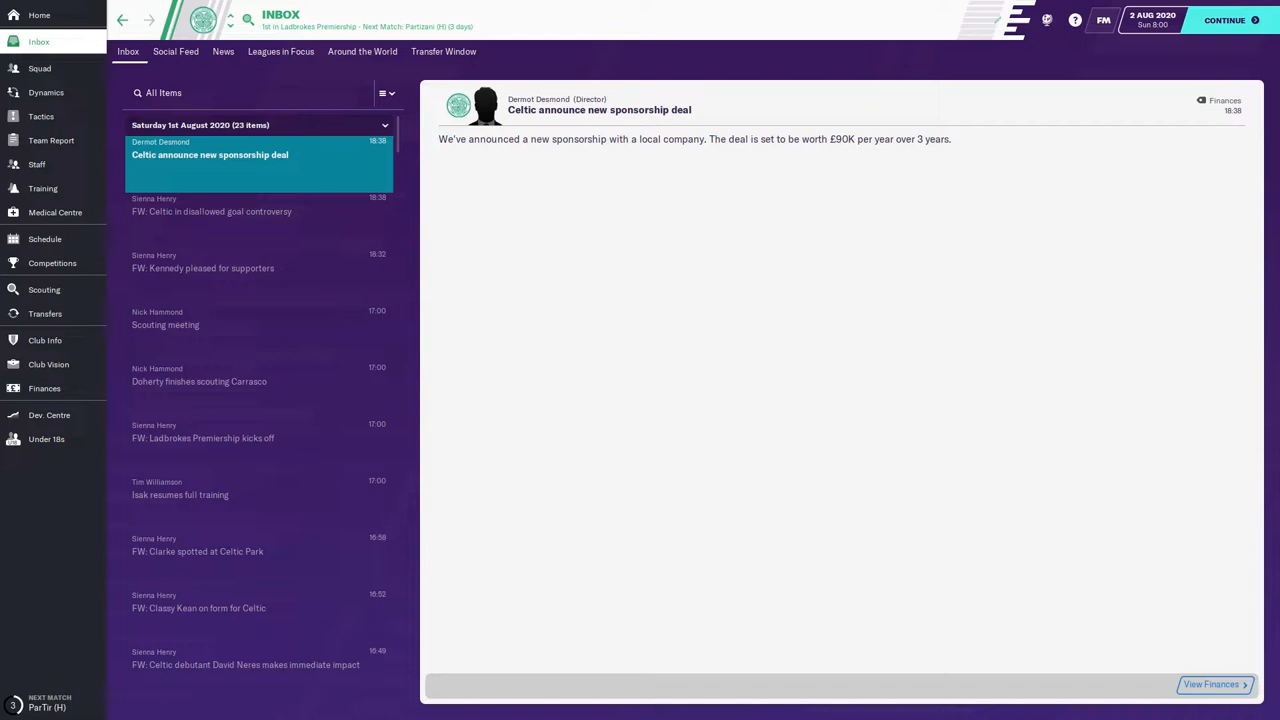 Home
Inbox
Squad
Dynamics
Tactics
Team Report
Staff
Training
Medical Centre
Schedule
Competitions
Scouting
Transfers
Club Info
Club Vision
Finances
Dev. Centre
Under 18s
3
NEXT MATCH
ParTir (H)
INBOX
1st in Ladbrokes Premiership - Next Match: Partizani (H) (3 days)
?
FM
2 AUG 2020
Sun 8:00
CONTINUE
Inbox Social Feed News Leagues in Focus Around the World Transfer Window
All Items
Saturday 1st August 2020 (23 items)
Dermot Desmond 18:38
Celtic announce new sponsorship deal
Sienna Henry 18:38
FW: Celtic in disallowed goal controversy
Sienna Henry 18:32
FW: Kennedy pleased for supporters
Nick Hammond 17:00
Scouting meeting
Nick Hammond 17:00
Doherty finishes scouting Carrasco
Sienna Henry 17:00
FW: Ladbrokes Premiership kicks off
Tim Williamson 17:00
Isak resumes full training
Sienna Henry 16:58
FW: Clarke spotted at Celtic Park
Sienna Henry 16:52
FW: Classy Kean on form for Celtic
Sienna Henry 16:49
FW: Celtic debutant David Neres makes immediate impact
Dermot Desmond (Director)
Celtic announce new sponsorship deal
Finances
18:38
We've announced a new sponsorship with a local company. The deal is set to be worth £90K per year over 3 years.
View Finances